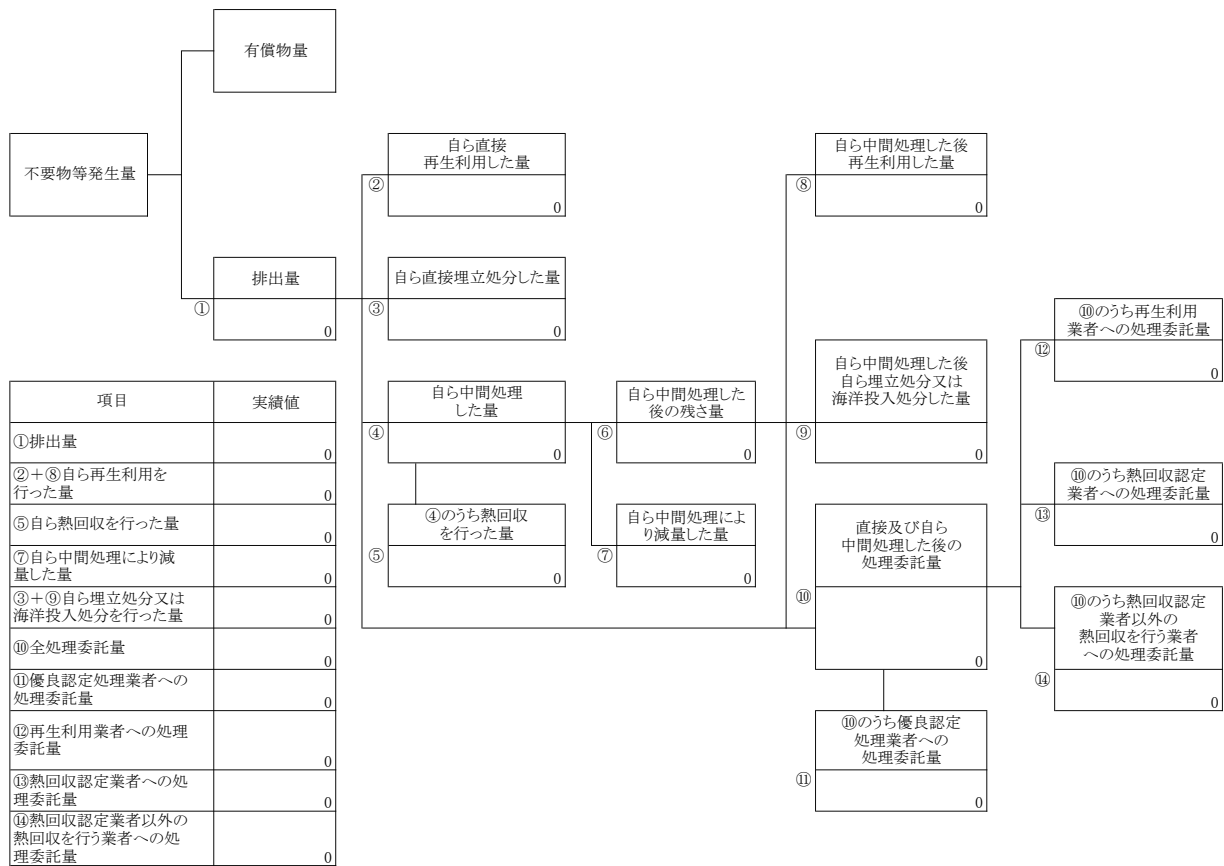 有償物量
不要物等発生量
自ら直接
再生利用した量
②
0
自ら中間処理した後
再生利用した量
⑧
0
排出量
①
0
自ら直接埋立処分した量
③
0
⑩のうち再生利用
業者への処理委託量
⑫
0
自ら中間処理
した量
④
0
自ら中間処理した
後の残さ量
⑥
0
自ら中間処理した後
自ら埋立処分又は
海洋投入処分した量
⑨
0
④のうち熱回収
を行った量
⑤
0
自ら中間処理によ
り減量した量
⑦
0
直接及び自ら
中間処理した後の
処理委託量
⑩
0
⑩のうち熱回収認定
業者への処理委託量
⑬
0
⑩のうち熱回収認定
業者以外の
熱回収を行う業者
への処理委託量
⑭
0
⑩のうち優良認定
処理業者への
処理委託量
⑪
0
項目 実績値
①排出量 0
②＋⑧自ら再生利用を
行った量 0
⑤自ら熱回収を行った量 0
⑦自ら中間処理により減
量した量 0
③＋⑨自ら埋立処分又は
海洋投入処分を行った量 0
⑩全処理委託量 0
⑪優良認定処理業者への
処理委託量 0
⑫再生利用業者への処理
委託量 0
⑬熱回収認定業者への処
理委託量 0
⑭熱回収認定業者以外の
熱回収を行う業者への処
理委託量 0